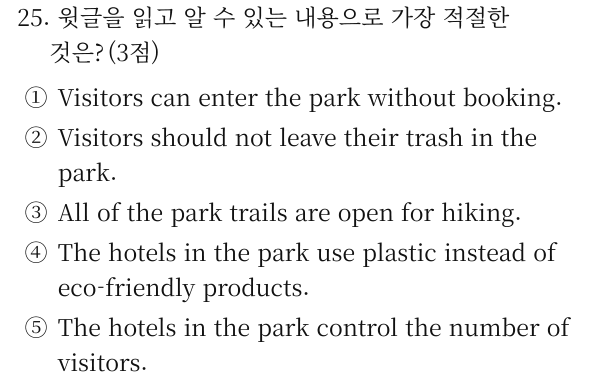 25. 윗글을 읽고 알 수 있는 내용으로 가장 적절한
것은? (3점)
① Visitors can enter the park without booking.
② Visitors should not leave their trash in the
park.
③ All of the park trails are open for hiking.
④ The hotels in the park use plastic instead of
eco-friendly products.
⑤ The hotels in the park control the number of
visitors.